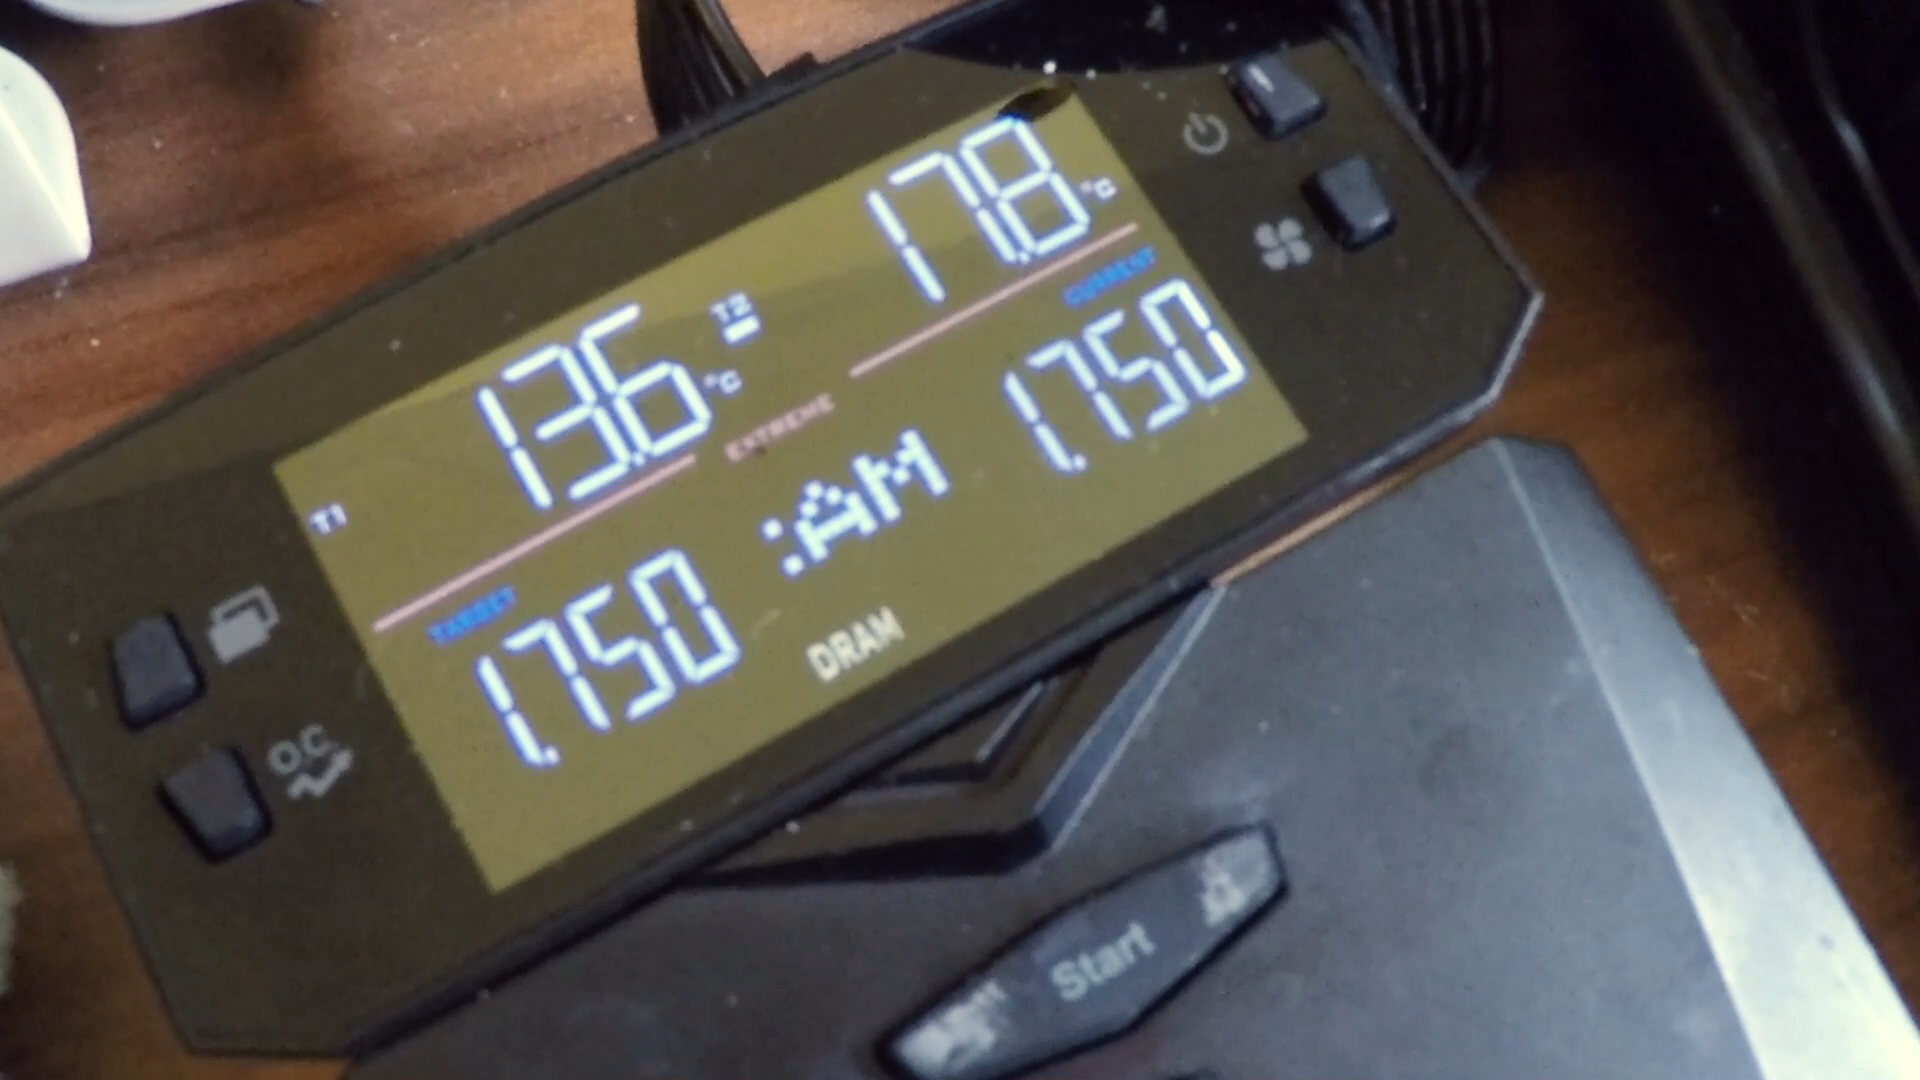 T1 13.6 °C T2 17.8 °C
EXTREME
TARGET CURRENT
1.750 :AM 1.750
DRAM
O.C
Start